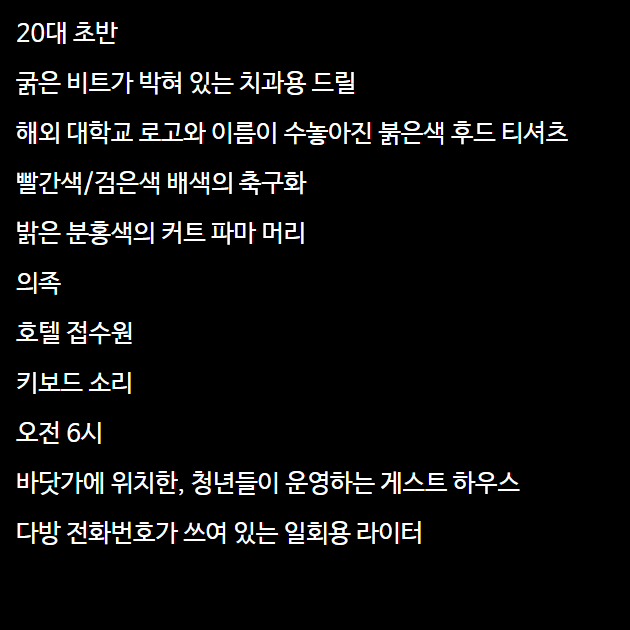 20대 초반
굵은 비트가 박혀 있는 치과용 드릴
해외 대학교 로고와 이름이 수놓아진 붉은색 후드 티셔츠
빨간색/검은색 배색의 축구화
밝은 분홍색의 커트 파마 머리
의족
호텔 접수원
키보드 소리
오전 6시
바닷가에 위치한, 청년들이 운영하는 게스트 하우스
다방 전화번호가 쓰여 있는 일회용 라이터